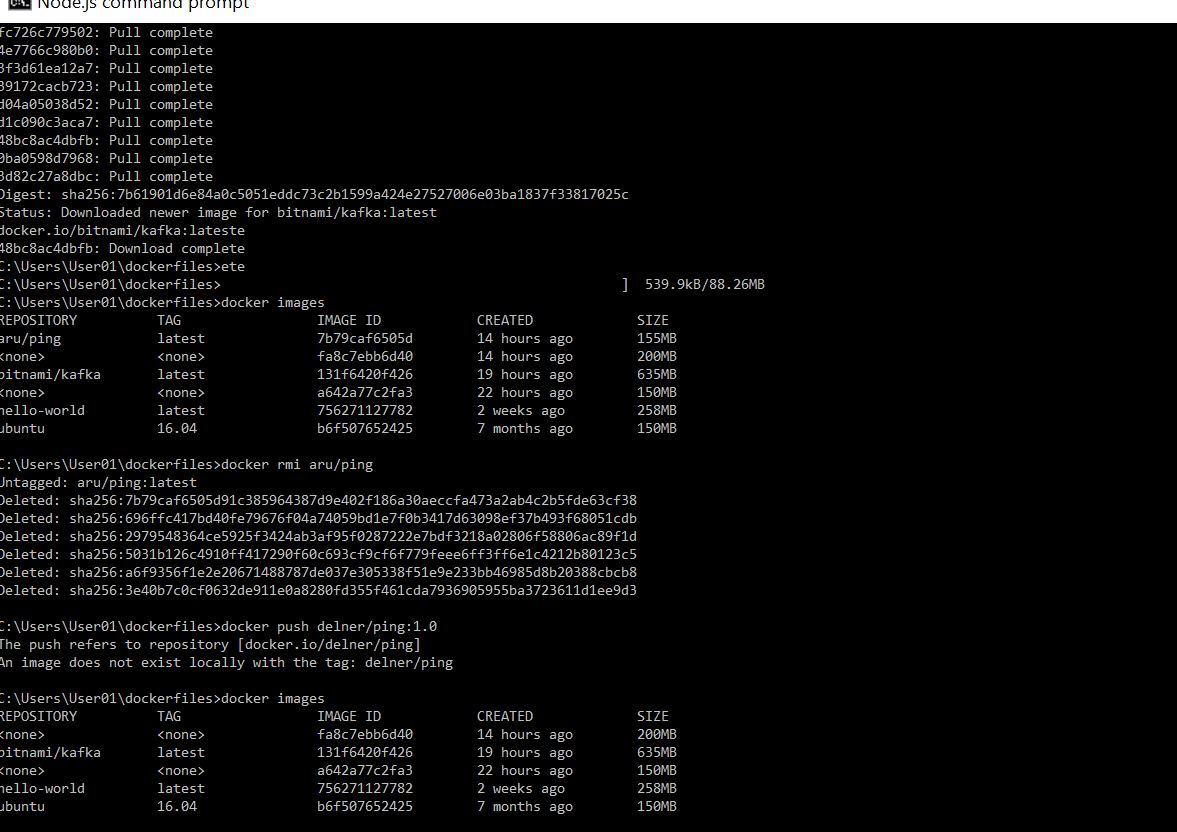 Node.js command prompt
fc726c779502: Pull complete
4e7766c980b0: Pull complete
3f3d61ea12a7: Pull complete
39172cacb723: Pull complete
d04a05038d52: Pull complete
d1c090c3aca7: Pull complete
48bc8ac4dbfb: Pull complete
0ba0598d7968: Pull complete
3d82c27a8dbc: Pull complete
Digest: sha256:7b61901d6e84a0c5051eddc73c2b1599a424e27527006e03ba1837f33817025c
Status: Downloaded newer image for bitnami/kafka:latest
docker.io/bitnami/kafka:lateste
48bc8ac4dbfb: Download complete
C:\Users\User01\dockerfiles>ete
C:\Users\User01\dockerfiles> ] 539.9kB/88.26MB
C:\Users\User01\dockerfiles>docker images
REPOSITORY TAG IMAGE ID CREATED SIZE
aru/ping latest 7b79caf6505d 14 hours ago 155MB
<none> <none> fa8c7ebb6d40 14 hours ago 200MB
bitnami/kafka latest 131f6420f426 19 hours ago 635MB
<none> <none> a642a77c2fa3 22 hours ago 150MB
hello-world latest 756271127782 2 weeks ago 258MB
ubuntu 16.04 b6f507652425 7 months ago 150MB
C:\Users\User01\dockerfiles>docker rmi aru/ping
Untagged: aru/ping:latest
Deleted: sha256:7b79caf6505d91c385964387d9e402f186a30aeccfa473a2ab4c2b5fde63cf38
Deleted: sha256:696ffc417bd40fe79676f04a74059bd1e7f0b3417d63098ef37b493f68051cdb
Deleted: sha256:2979548364ce5925f3424ab3af95f0287222e7bdf3218a02806f58806ac89f1d
Deleted: sha256:5031b126c4910ff417290f60c693cf9cf6f779feee6ff3ff6e1c4212b80123c5
Deleted: sha256:a6f9356f1e2e20671488787de037e305338f51e9e233bb46985d8b20388cbcb8
Deleted: sha256:3e40b7c0cf0632de911e0a8280fd355f461cda7936905955ba3723611d1ee9d3
C:\Users\User01\dockerfiles>docker push delner/ping:1.0
The push refers to repository [docker.io/delner/ping]
An image does not exist locally with the tag: delner/ping
C:\Users\User01\dockerfiles>docker images
REPOSITORY TAG IMAGE ID CREATED SIZE
<none> <none> fa8c7ebb6d40 14 hours ago 200MB
bitnami/kafka latest 131f6420f426 19 hours ago 635MB
<none> <none> a642a77c2fa3 22 hours ago 150MB
hello-world latest 756271127782 2 weeks ago 258MB
ubuntu 16.04 b6f507652425 7 months ago 150MB